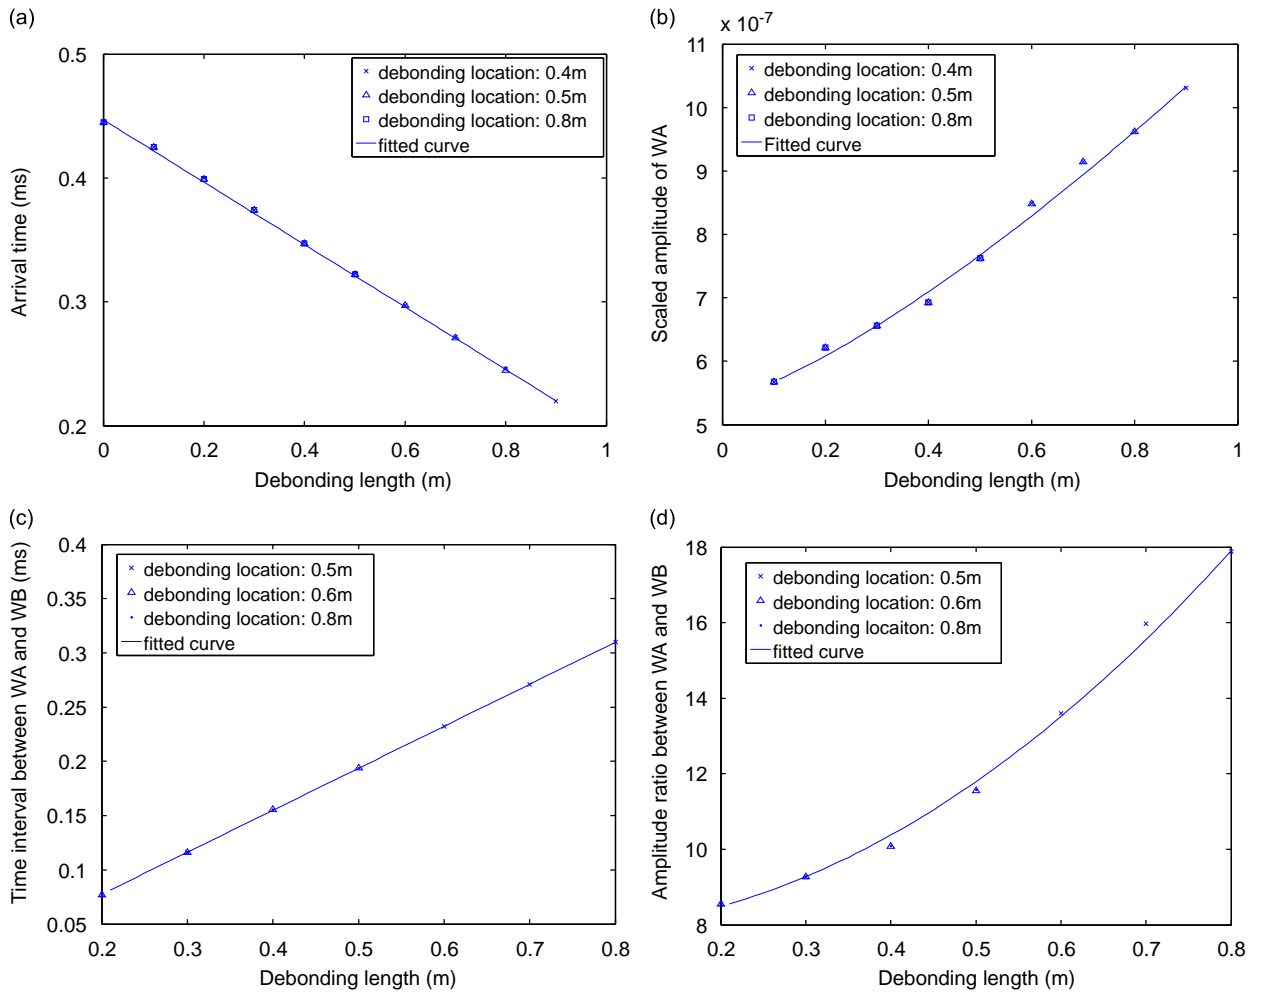 (a)
0.5
0.4
0.3
0.2
Arrival time (ms)
debonding location: 0.4m
debonding location: 0.5m
debonding location: 0.8m
fitted curve
0
0.2
0.4
0.6
0.8
1
Debonding length (m)
(b)
x 10-7
11
10
9
8
7
6
5
Scaled amplitude of WA
debonding location: 0.4m
debonding location: 0.5m
debonding location: 0.8m
Fitted curve
0
0.2
0.4
0.6
0.8
1
Debonding length (m)
(c)
0.4
0.35
0.3
0.25
0.2
0.15
0.1
0.05
Time interval between WA and WB (ms)
debonding location: 0.5m
debonding location: 0.6m
debonding location: 0.8m
fitted curve
0.2
0.3
0.4
0.5
0.6
0.7
0.8
Debonding length (m)
(d)
18
16
14
12
10
8
Amplitude ratio between WA and WB
debonding location: 0.5m
debonding location: 0.6m
debonding locaiton: 0.8m
fitted curve
0.2
0.3
0.4
0.5
0.6
0.7
0.8
Debonding length (m)